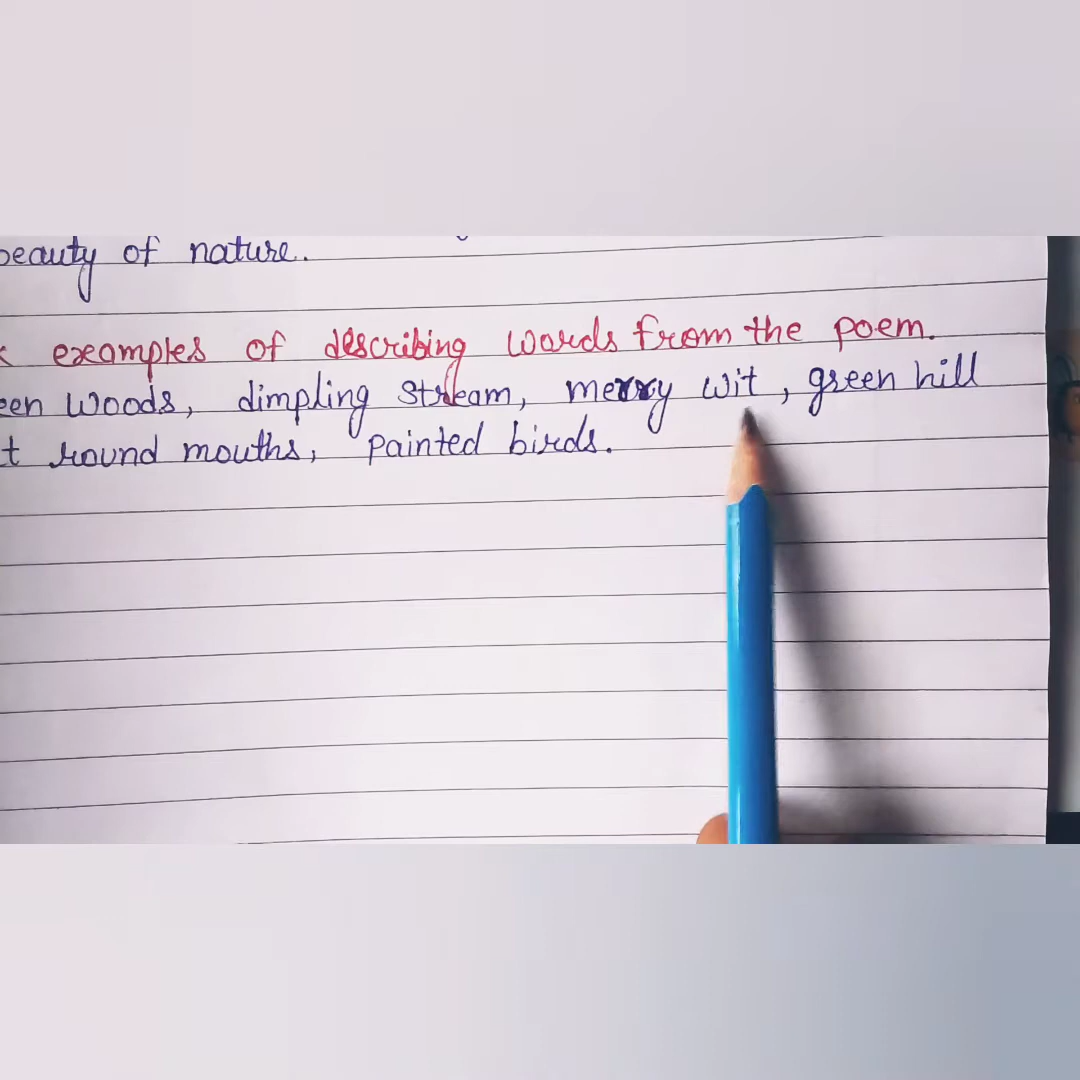 beauty of nature.
examples of describing words from the poem.
woods, dimpling stream, merry wit, green hill
round mouths, painted birds.